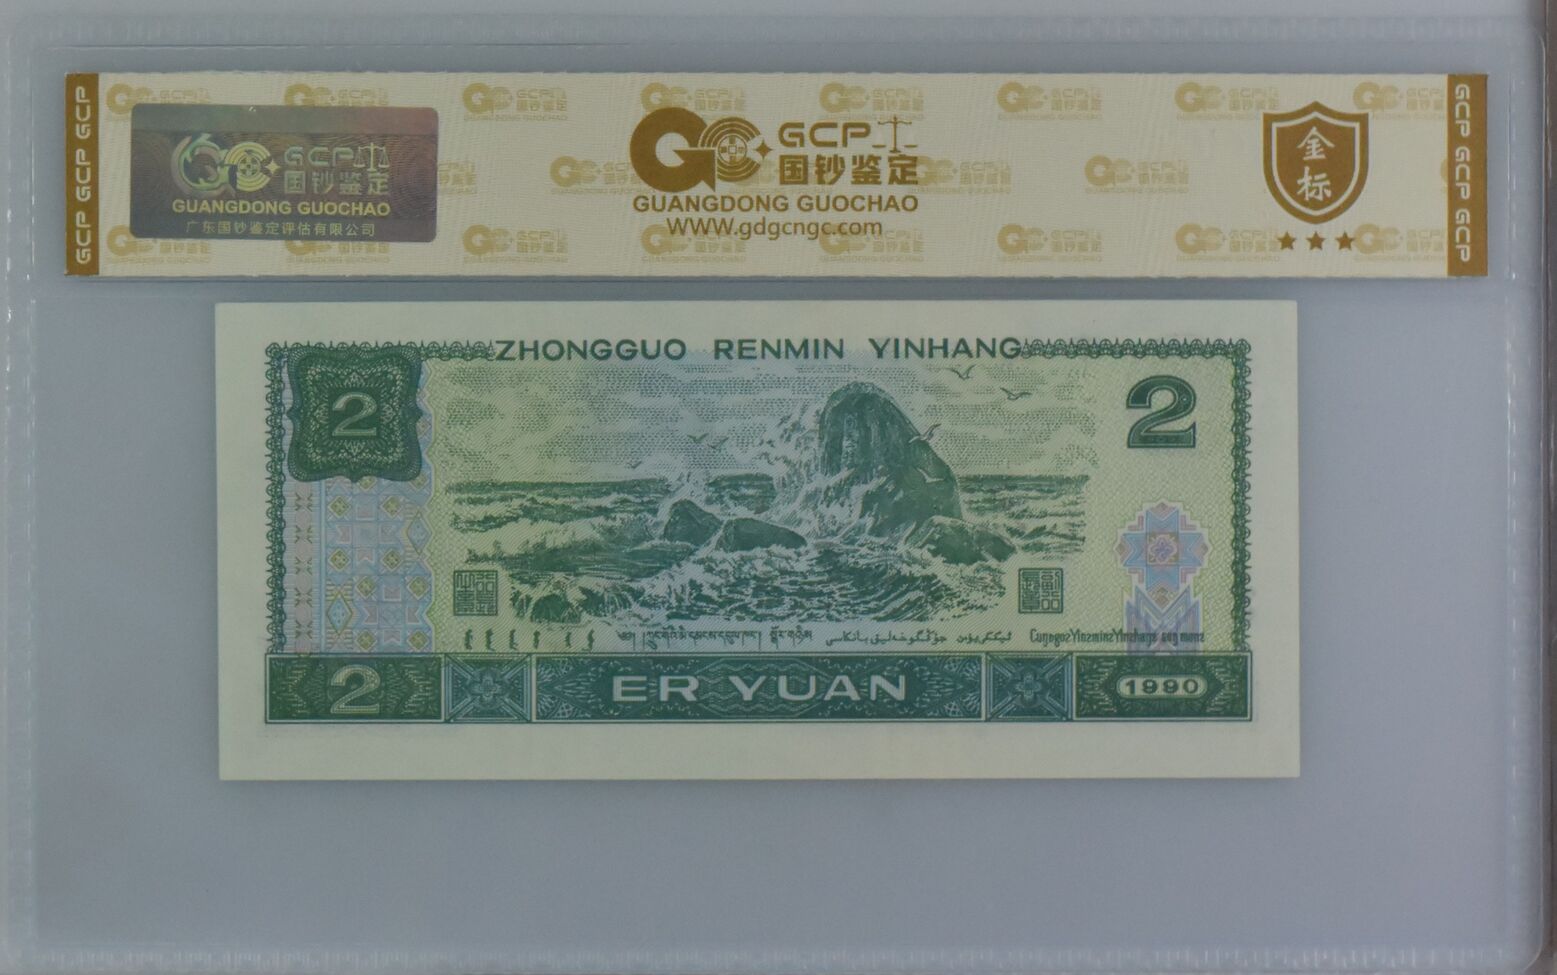 GCP GCP GCP
GCP
国钞鉴定
GUANGDONG GUOCHAO
广东国钞鉴定评估有限公司
GCP
国钞鉴定
GUANGDONG GUOCHAO
WWW.gdgcngc.com
金标
GCP GCP GCP
ZHONGGUO RENMIN YINHANG
2
2
2
ER YUAN
1990